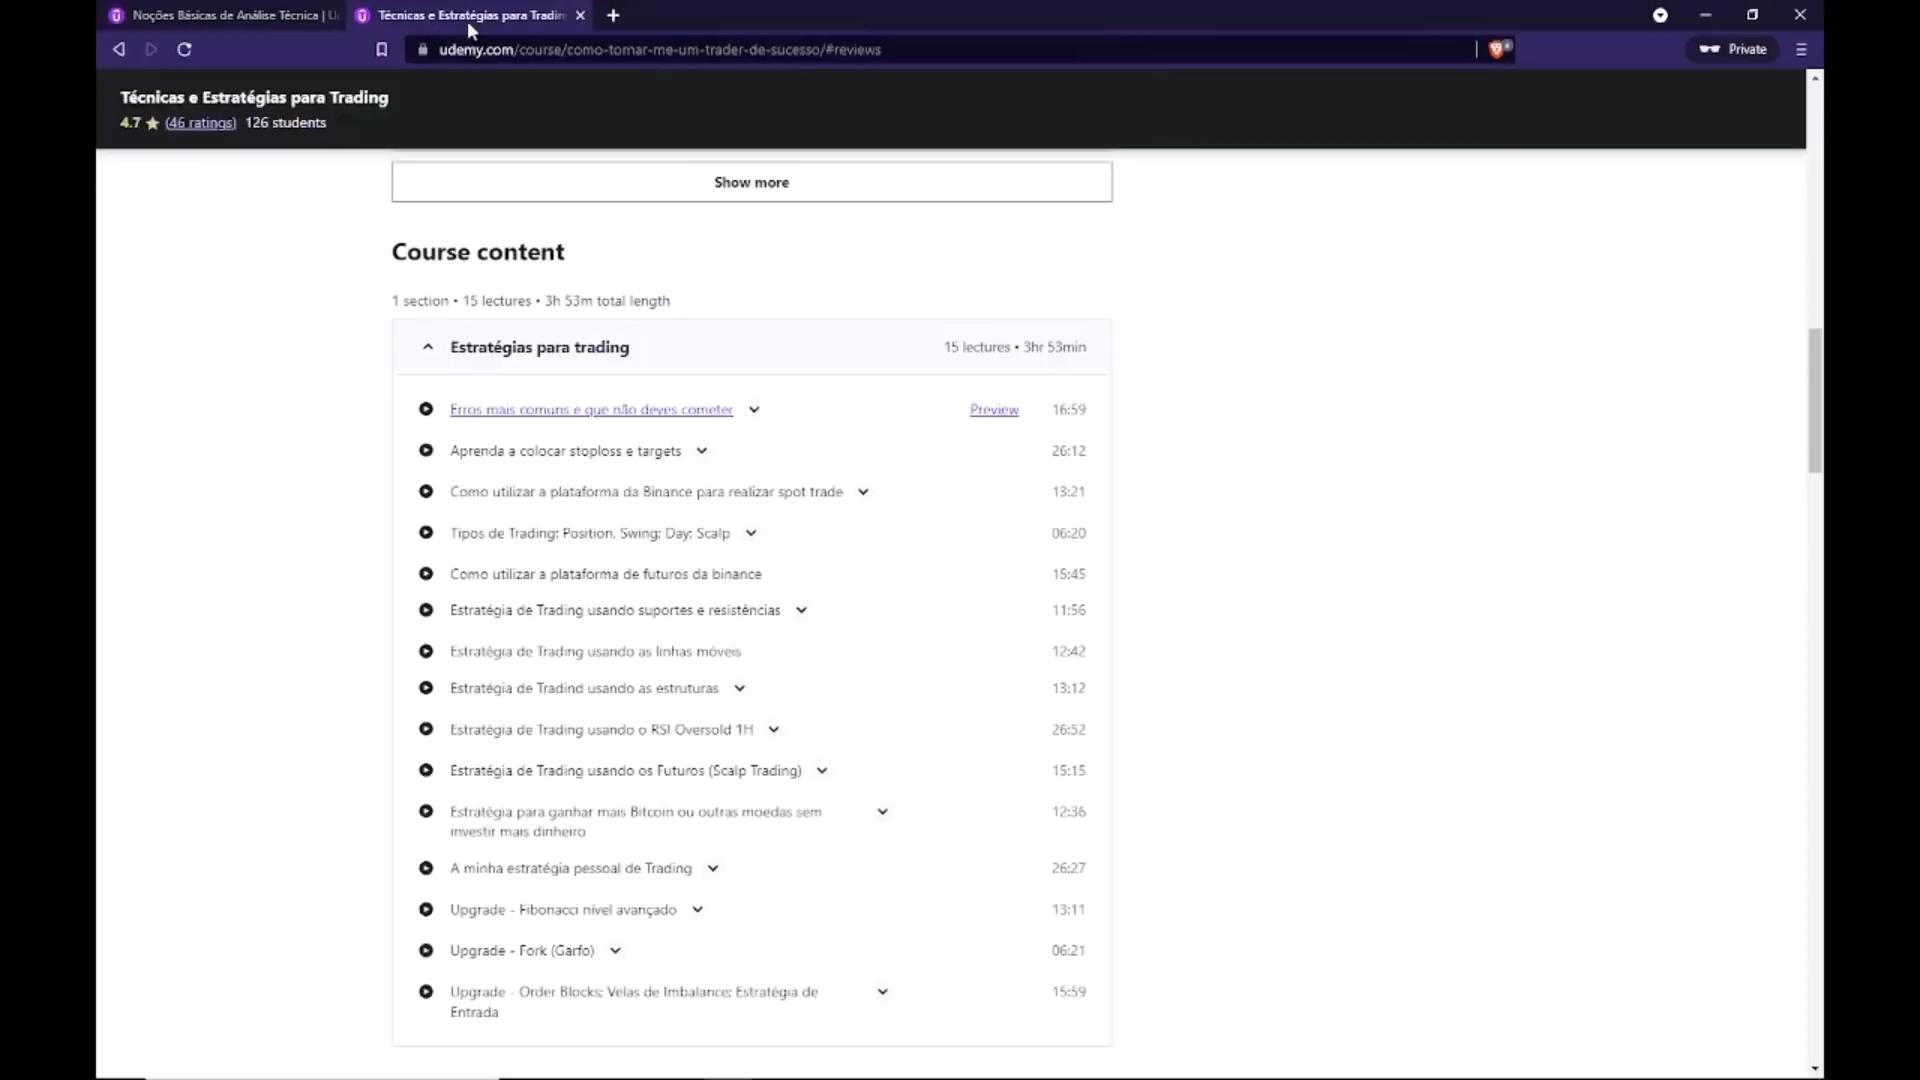 Noções Básicas de Análise Técnica | U
Técnicas e Estratégias para Tradin
udemy.com/course/como-tornar-me-um-trader-de-sucesso/#reviews
Private
Técnicas e Estratégias para Trading
4.7 (46 ratings) 126 students
Show more
Course content
1 section • 15 lectures • 3h 53m total length
Estratégias para trading 15 lectures • 3hr 53min
Erros mais comuns e que não deves cometer Preview 16:59
Aprenda a colocar stoploss e targets 26:12
Como utilizar a plataforma da Binance para realizar spot trade 13:21
Tipos de Trading: Position, Swing; Day; Scalp 06:20
Como utilizar a plataforma de futuros da binance 15:45
Estratégia de Trading usando suportes e resistências 11:56
Estratégia de Trading usando as linhas móveis 12:42
Estratégia de Tradind usando as estruturas 13:12
Estratégia de Trading usando o RSI Oversold 1H 26:52
Estratégia de Trading usando os Futuros (Scalp Trading) 15:15
Estratégia para ganhar mais Bitcoin ou outras moedas sem 12:36
investir mais dinheiro
A minha estratégia pessoal de Trading 26:27
Upgrade - Fibonacci nível avançado 13:11
Upgrade - Fork (Garfo) 06:21
Upgrade - Order Blocks; Velas de Imbalance; Estratégia de 15:59
Entrada